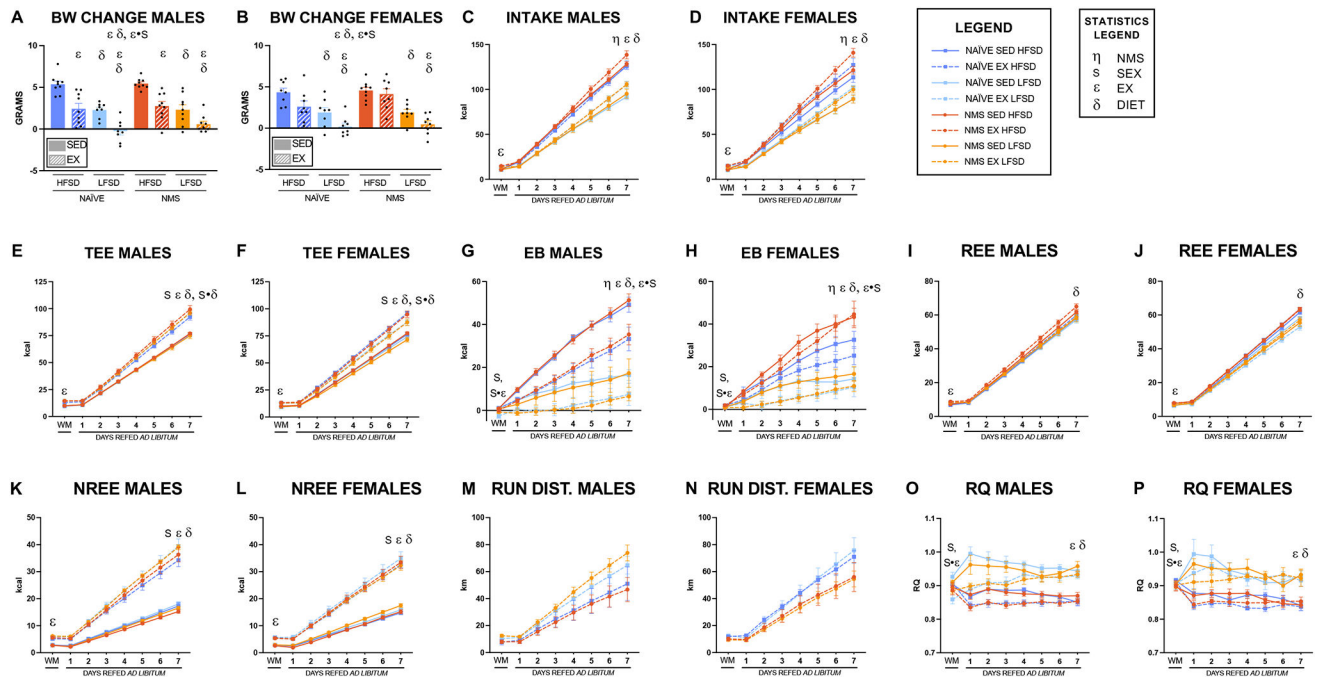 A BW CHANGE MALES
ε δ, ε•S
ε δ ε δ ε δ ε δ
GRAMS
10
5
0
-5
SED
EX
HFSD LFSD HFSD LFSD
NAÏVE NMS
B BW CHANGE FEMALES
ε δ, ε•S
δ ε δ δ ε δ
GRAMS
10
5
0
-5
SED
EX
HFSD LFSD HFSD LFSD
NAÏVE NMS
C INTAKE MALES
η ε δ
kcal
150
100
50
0
ε
WM 1 2 3 4 5 6 7
DAYS REFED AD LIBITUM
D INTAKE FEMALES
η ε δ
kcal
150
100
50
0
ε
WM 1 2 3 4 5 6 7
DAYS REFED AD LIBITUM
LEGEND
NAÏVE SED HFSD
NAÏVE EX HFSD
NAÏVE SED LFSD
NAÏVE EX LFSD
NMS SED HFSD
NMS EX HFSD
NMS SED LFSD
NMS EX LFSD
STATISTICS
LEGEND
η NMS
S SEX
ε EX
δ DIET
E TEE MALES
S ε δ, S•δ
kcal
125
100
75
50
25
0
ε
WM 1 2 3 4 5 6 7
DAYS REFED AD LIBITUM
F TEE FEMALES
S ε δ, S•δ
kcal
125
100
75
50
25
0
ε
WM 1 2 3 4 5 6 7
DAYS REFED AD LIBITUM
G EB MALES
η ε δ, ε•S
kcal
60
40
20
0
S,
S•ε
WM 1 2 3 4 5 6 7
DAYS REFED AD LIBITUM
H EB FEMALES
η ε δ, ε•S
kcal
60
40
20
0
S,
S•ε
WM 1 2 3 4 5 6 7
DAYS REFED AD LIBITUM
I REE MALES
δ
kcal
80
60
40
20
0
WM 1 2 3 4 5 6 7
DAYS REFED AD LIBITUM
J REE FEMALES
δ
kcal
80
60
40
20
0
WM 1 2 3 4 5 6 7
DAYS REFED AD LIBITUM
K NREE MALES
S ε δ
kcal
50
40
30
20
10
0
ε
WM 1 2 3 4 5 6 7
DAYS REFED AD LIBITUM
L NREE FEMALES
S ε δ
kcal
50
40
30
20
10
0
ε
WM 1 2 3 4 5 6 7
DAYS REFED AD LIBITUM
M RUN DIST. MALES
km
100
80
60
40
20
0
WM 1 2 3 4 5 6 7
DAYS REFED AD LIBITUM
N RUN DIST. FEMALES
km
100
80
60
40
20
0
WM 1 2 3 4 5 6 7
DAYS REFED AD LIBITUM
O RQ MALES
ε δ
RQ
1.1
1.0
0.9
0.8
0.7
S,
S•ε
WM 1 2 3 4 5 6 7
DAYS REFED AD LIBITUM
P RQ FEMALES
ε δ
RQ
1.1
1.0
0.9
0.8
0.7
S,
S•ε
WM 1 2 3 4 5 6 7
DAYS REFED AD LIBITUM